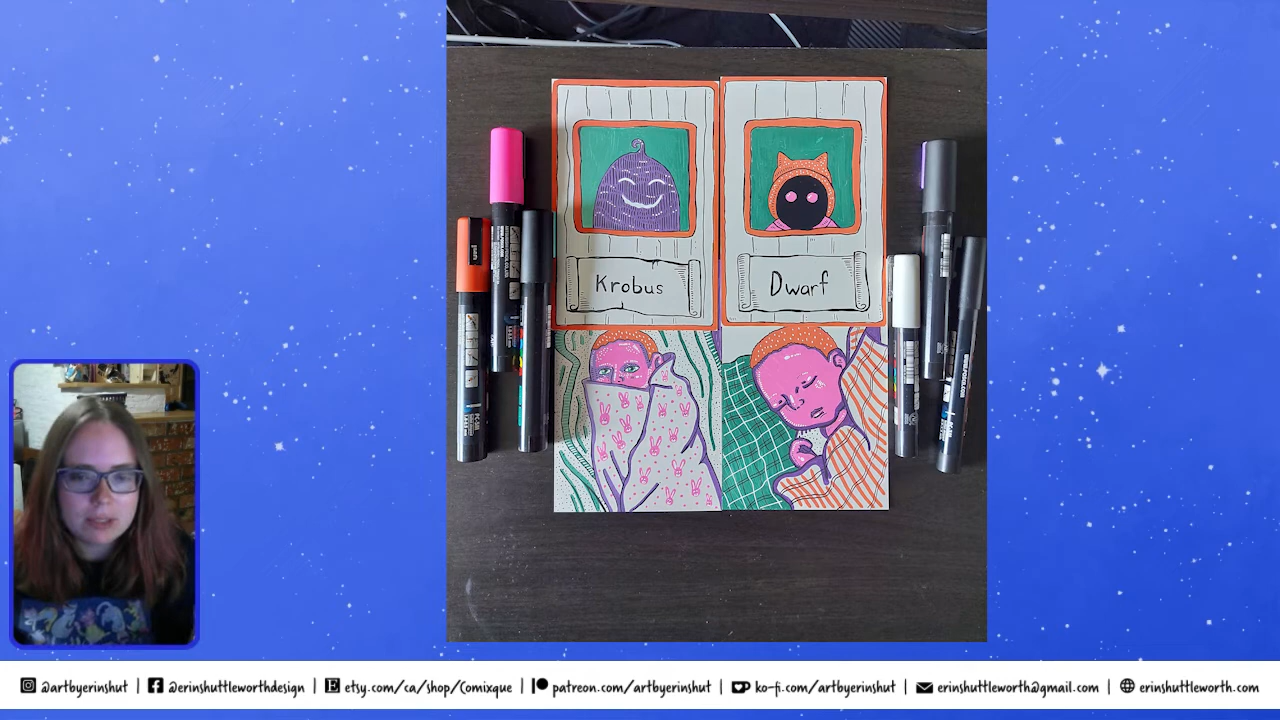 Krobus
Dwarf
@artbyerinshut | @erinshuttleworthdesign | etsy.com/ca/shop/Comixque | patreon.com/artbyerinshut | ko-fi.com/artbyerinshut | erinshuttleworth@gmail.com | erinshuttleworth.com